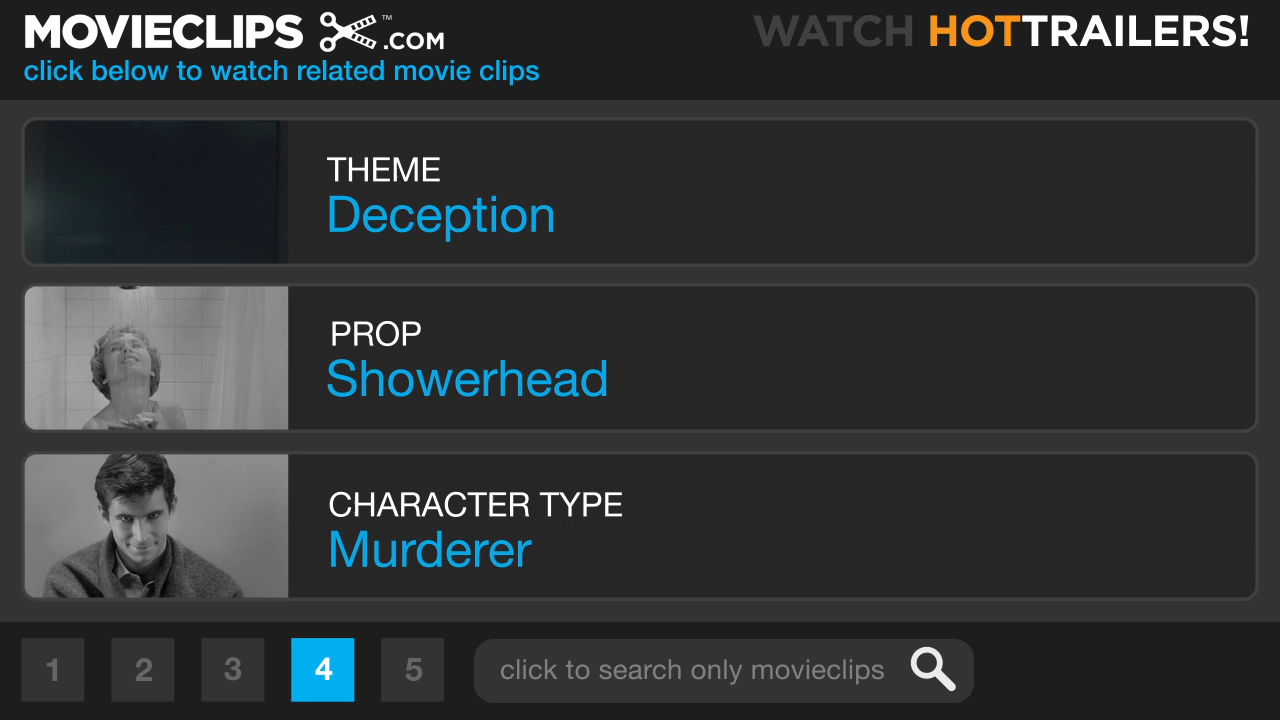 MOVIECLIPS ™ .COM
WATCH HOTTRAILERS!
click below to watch related movie clips
THEME
Deception
PROP
Showerhead
CHARACTER TYPE
Murderer
1 2 3 4 5 click to search only movieclips